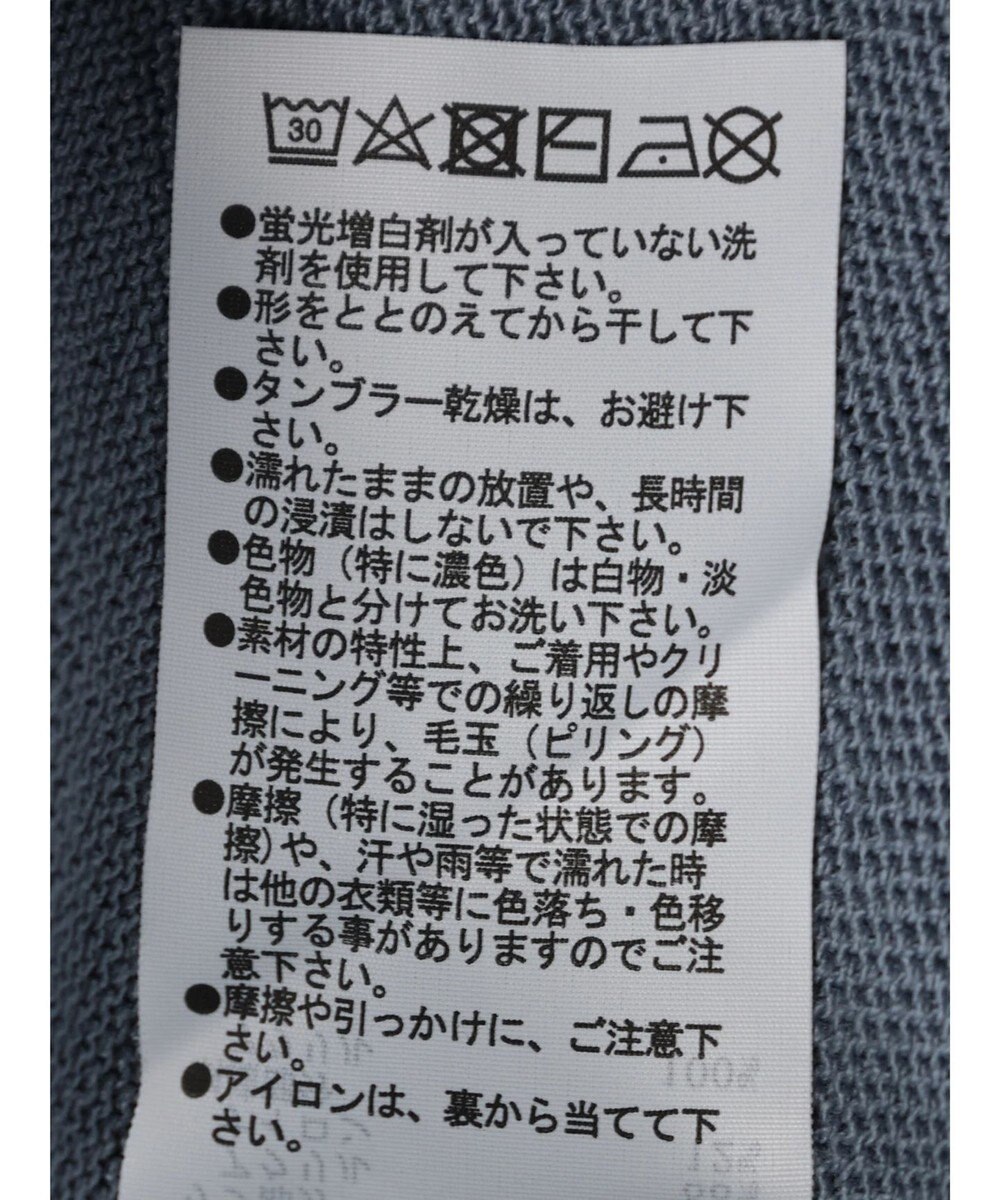 30
●蛍光増白剤が入っていない洗
剤を使用して下さい。
●形をととのえてから干して下
さい。
●タンブラー乾燥は、お避け下
さい。
●濡れたままの放置や、長時間
の浸漬はしないで下さい。
●色物（特に濃色）は白物・淡
色物と分けてお洗い下さい。
●素材の特性上、ご着用やクリ
ーニング等での繰り返しの摩
擦により、毛玉（ピリング）
が発生することがあります。
●摩擦（特に湿った状態での摩
擦)や、汗や雨等で濡れた時
は他の衣類等に色落ち・色移
りする事がありますのでご注
意下さい。
●摩擦や引っかけに、ご注意下
さい。
●アイロンは、裏から当てて下
さい。